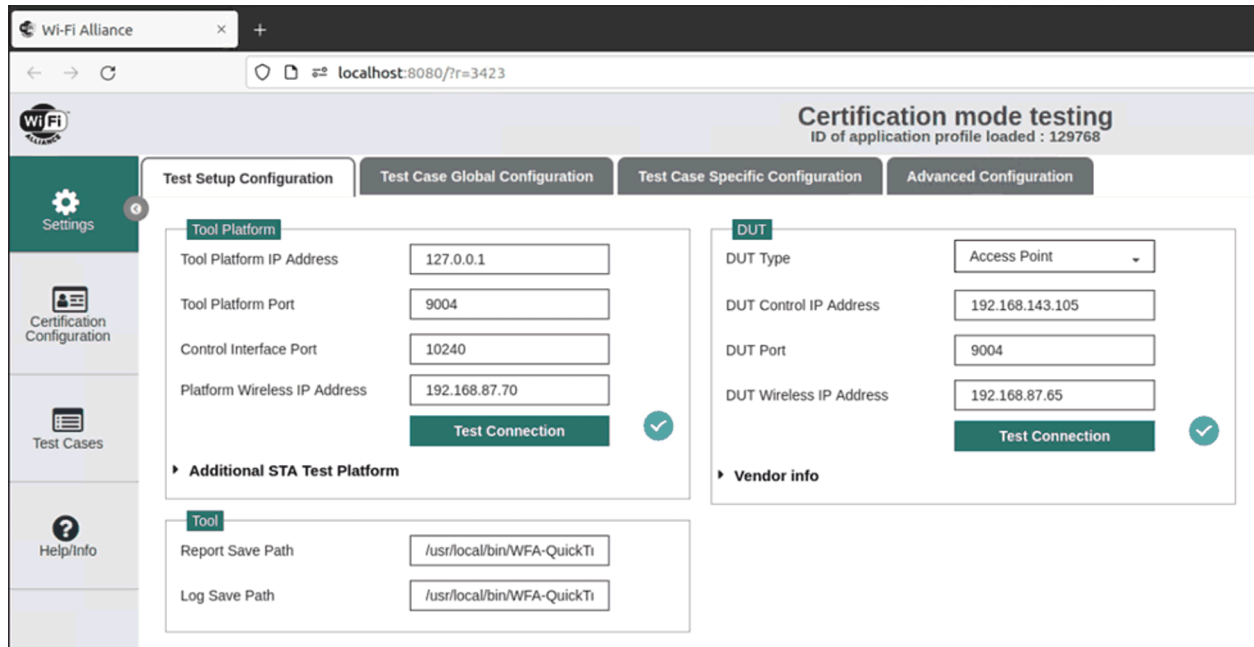 Wi-Fi Alliance
localhost:8080/?r=3423
Wi Fi
ALLIANCE
Certification mode testing
ID of application profile loaded : 129768
Settings
Certification
Configuration
Test Cases
Help/Info
Test Setup Configuration
Test Case Global Configuration
Test Case Specific Configuration
Advanced Configuration
Tool Platform
Tool Platform IP Address 127.0.0.1
Tool Platform Port 9004
Control Interface Port 10240
Platform Wireless IP Address 192.168.87.70
Test Connection
Additional STA Test Platform
DUT
DUT Type Access Point
DUT Control IP Address 192.168.143.105
DUT Port 9004
DUT Wireless IP Address 192.168.87.65
Test Connection
Vendor info
Tool
Report Save Path /usr/local/bin/WFA-QuickTr
Log Save Path /usr/local/bin/WFA-QuickTr